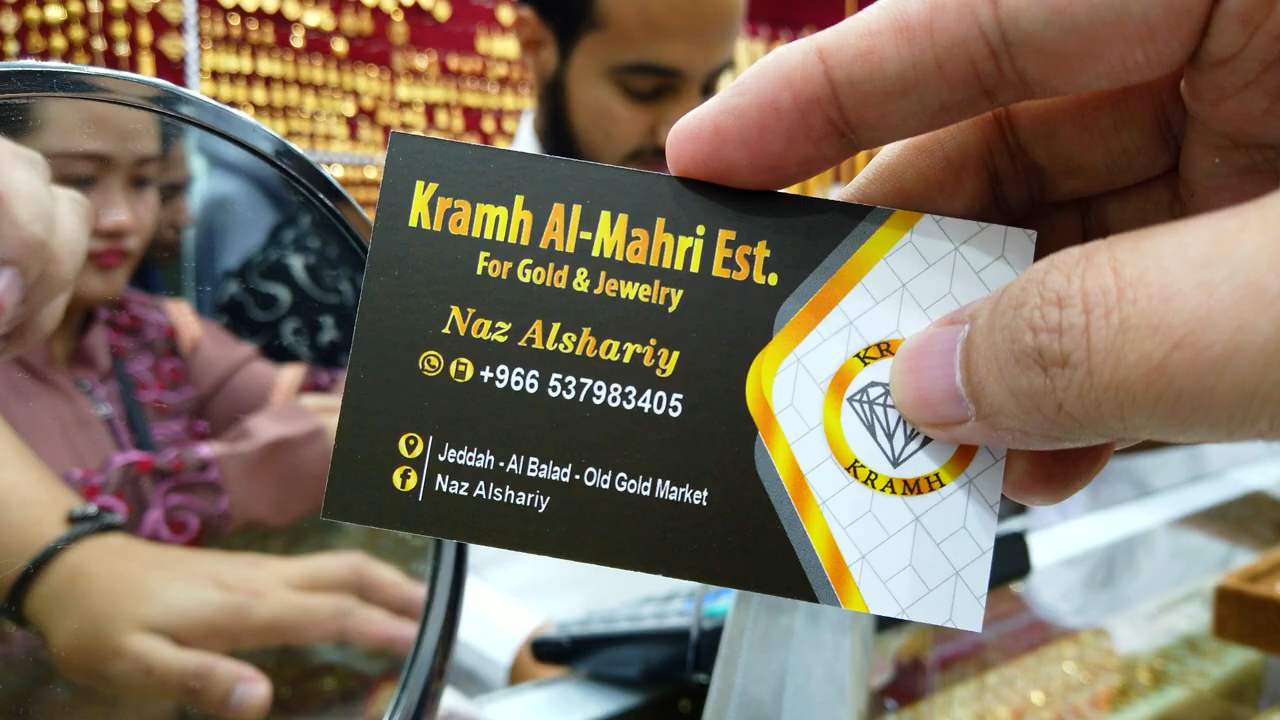 Kramh Al-Mahri Est.
For Gold & Jewelry
Naz Alshariy
+966 537983405
Jeddah - Al Balad - Old Gold Market
Naz Alshariy
KR
KRAMH